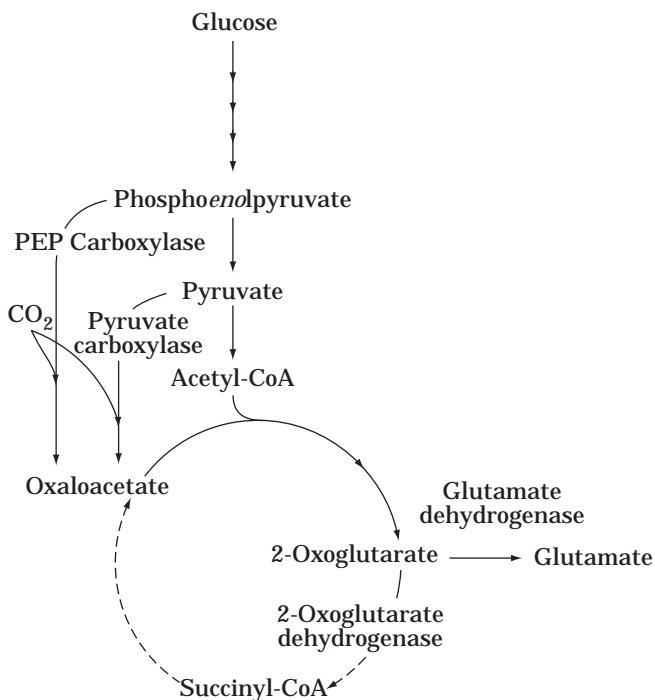 Glucose
Phosphoenolpyruvate
PEP Carboxylase
Pyruvate
CO2
Pyruvate
carboxylase
Acetyl-CoA
Oxaloacetate
Glutamate
dehydrogenase
2-Oxoglutarate
Glutamate
2-Oxoglutarate
dehydrogenase
Succinyl-CoA